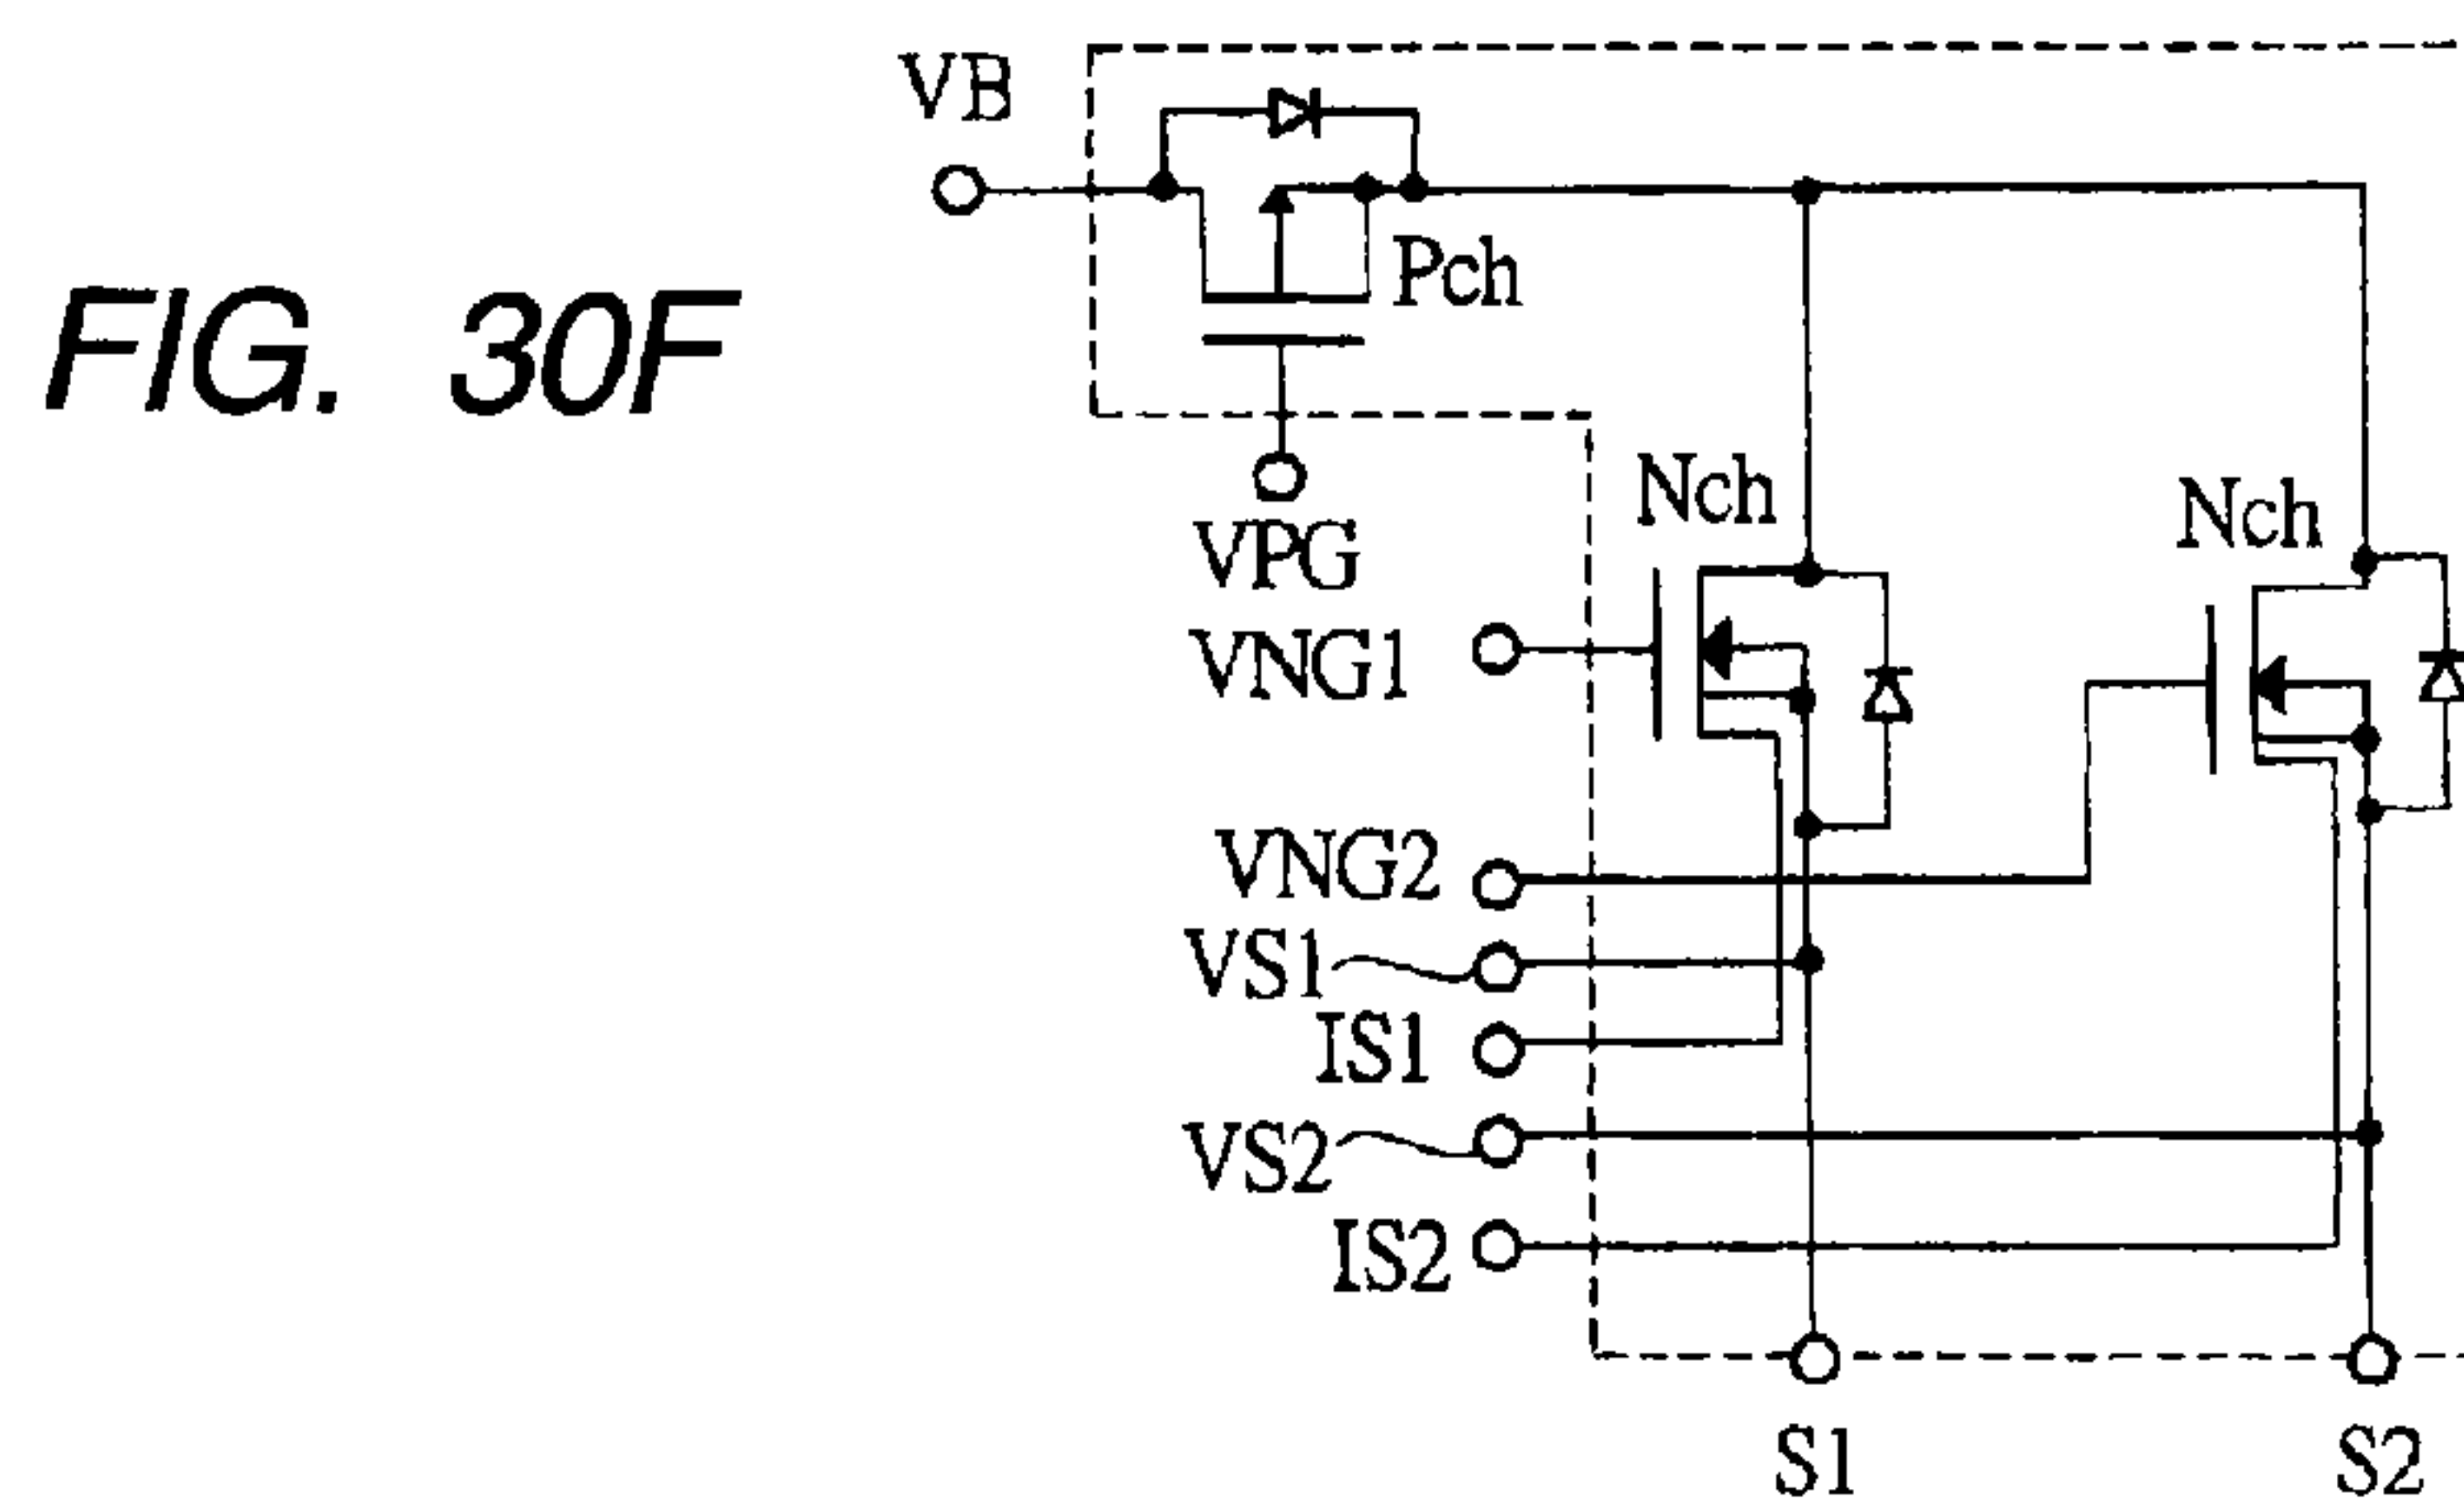 VB
Pch
FIG. 30F
Nch
Nch
VPG
VNG1
VNG2
VS1
IS1
VS2
IS2
S1
S2